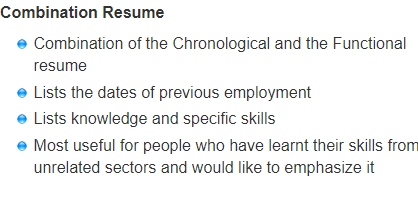 Combination Resume
Combination of the Chronological and the Functional
resume
Lists the dates of previous employment
Lists knowledge and specific skills
Most useful for people who have learnt their skills from
unrelated sectors and would like to emphasize it